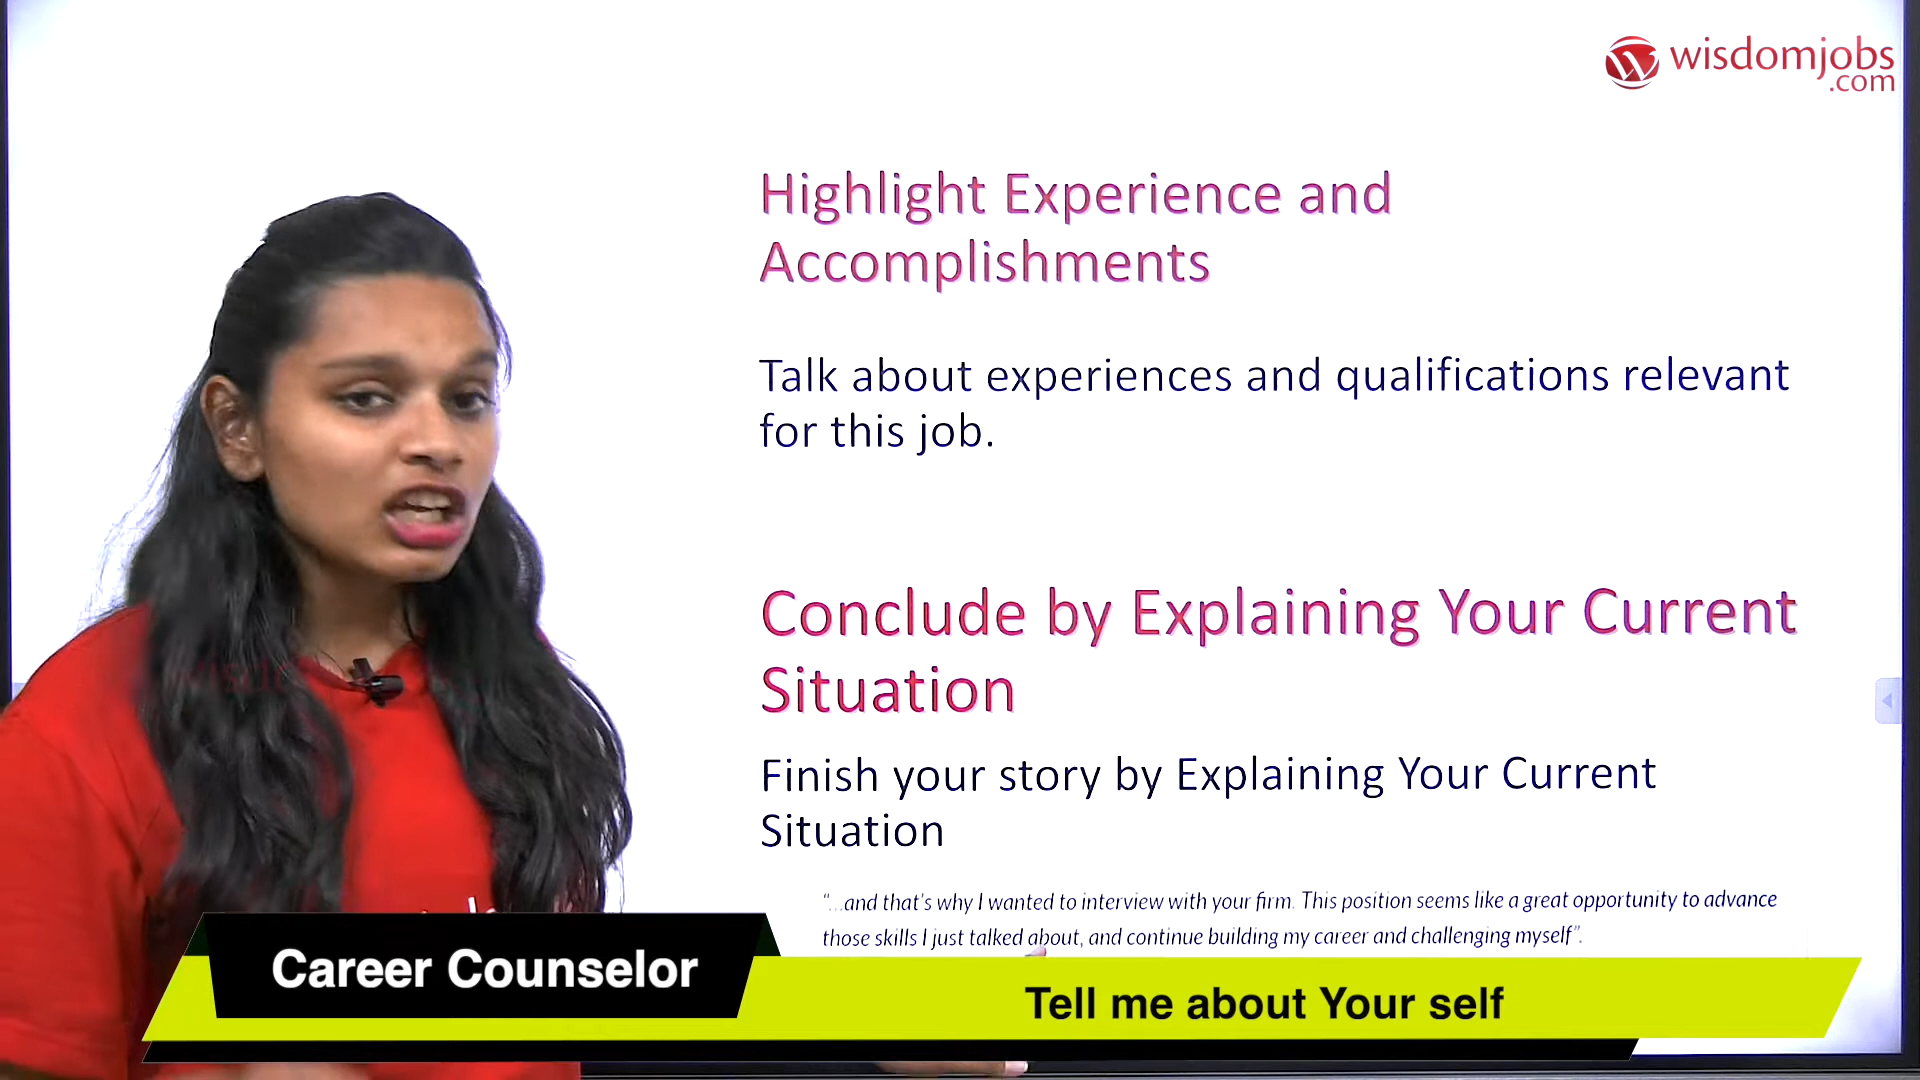 wisdomjobs
.com
Highlight Experience and
Accomplishments
Talk about experiences and qualifications relevant
for this job.
Conclude by Explaining Your Current
Situation
Finish your story by Explaining Your Current
Situation
“...and that’s why I wanted to interview with your firm. This position seems like a great opportunity to advance
those skills I just talked about, and continue building my career and challenging myself”.
Career Counselor
Tell me about Your self